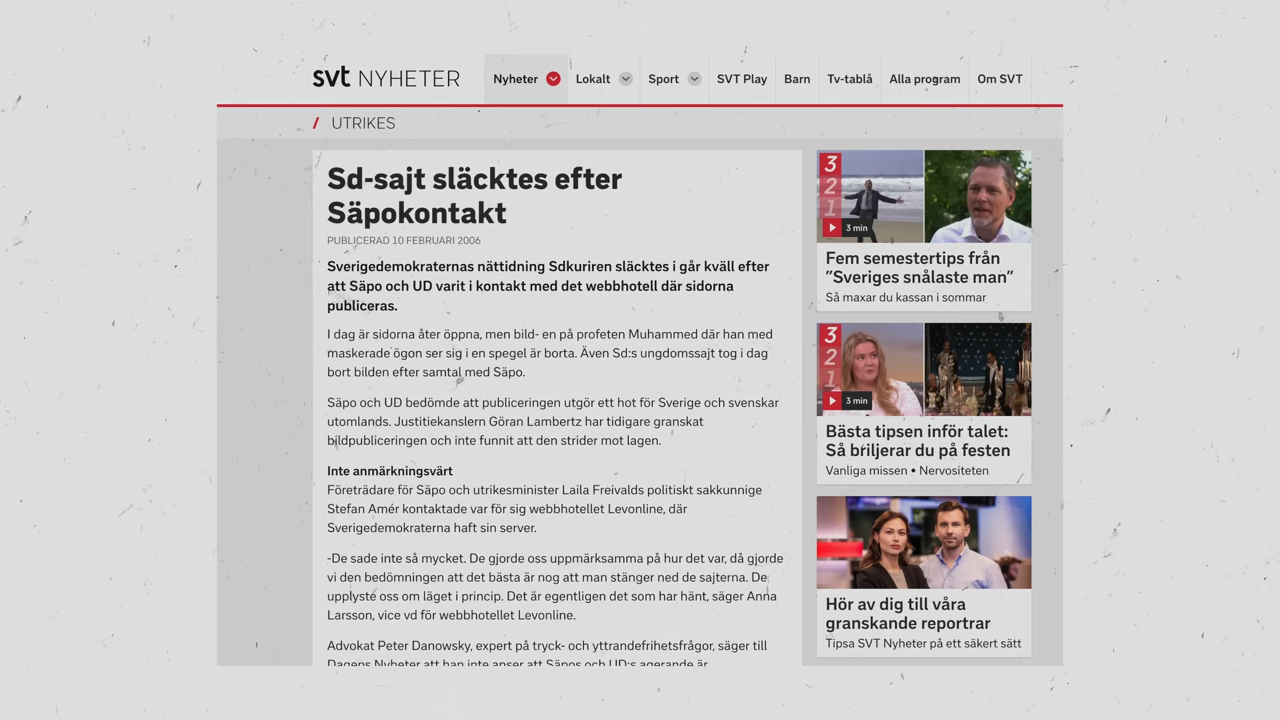 svt NYHETER
Nyheter Lokalt Sport SVT Play Barn Tv-tablå Alla program Om SVT
/ UTRIKES
Sd-sajt släcktes efter
Säpokontakt
PUBLICERAD 10 FEBRUARI 2006
Sverigedemokraternas nättidning Sdkuriren släcktes i går kväll efter
att Säpo och UD varit i kontakt med det webbhotell där sidorna
publiceras.
I dag är sidorna åter öppna, men bild- en på profeten Muhammed där han med
maskerade ögon ser sig i en spegel är borta. Även Sd:s ungdomssajt tog i dag
bort bilden efter samtal med Säpo.
Säpo och UD bedömde att publiceringen utgör ett hot för Sverige och svenskar
utomlands. Justitiekanslern Göran Lambertz har tidigare granskat
bildpubliceringen och inte funnit att den strider mot lagen.
Inte anmärkningsvärt
Företrädare för Säpo och utrikesminister Laila Freivalds politiskt sakkunnige
Stefan Amér kontaktade var för sig webbhotellet Levonline, där
Sverigedemokraterna haft sin server.
-De sade inte så mycket. De gjorde oss uppmärksamma på hur det var, då gjorde
vi den bedömningen att det bästa är nog att man stänger ned de sajterna. De
upplyste oss om läget i princip. Det är egentligen det som har hänt, säger Anna
Larsson, vice vd för webbhotellet Levonline.
Advokat Peter Danowsky, expert på tryck- och yttrandefrihetsfrågor, säger till
Dagens Nyheter att han inte anser att Säpos och UD:s agerande är
3
2
1
3 min
Fem semestertips från
”Sveriges snålaste man”
Så maxar du kassan i sommar
3
2
1
3 min
Bästa tipsen inför talet:
Så briljerar du på festen
Vanliga missen • Nervositeten
Hör av dig till våra
granskande reportrar
Tipsa SVT Nyheter på ett säkert sätt